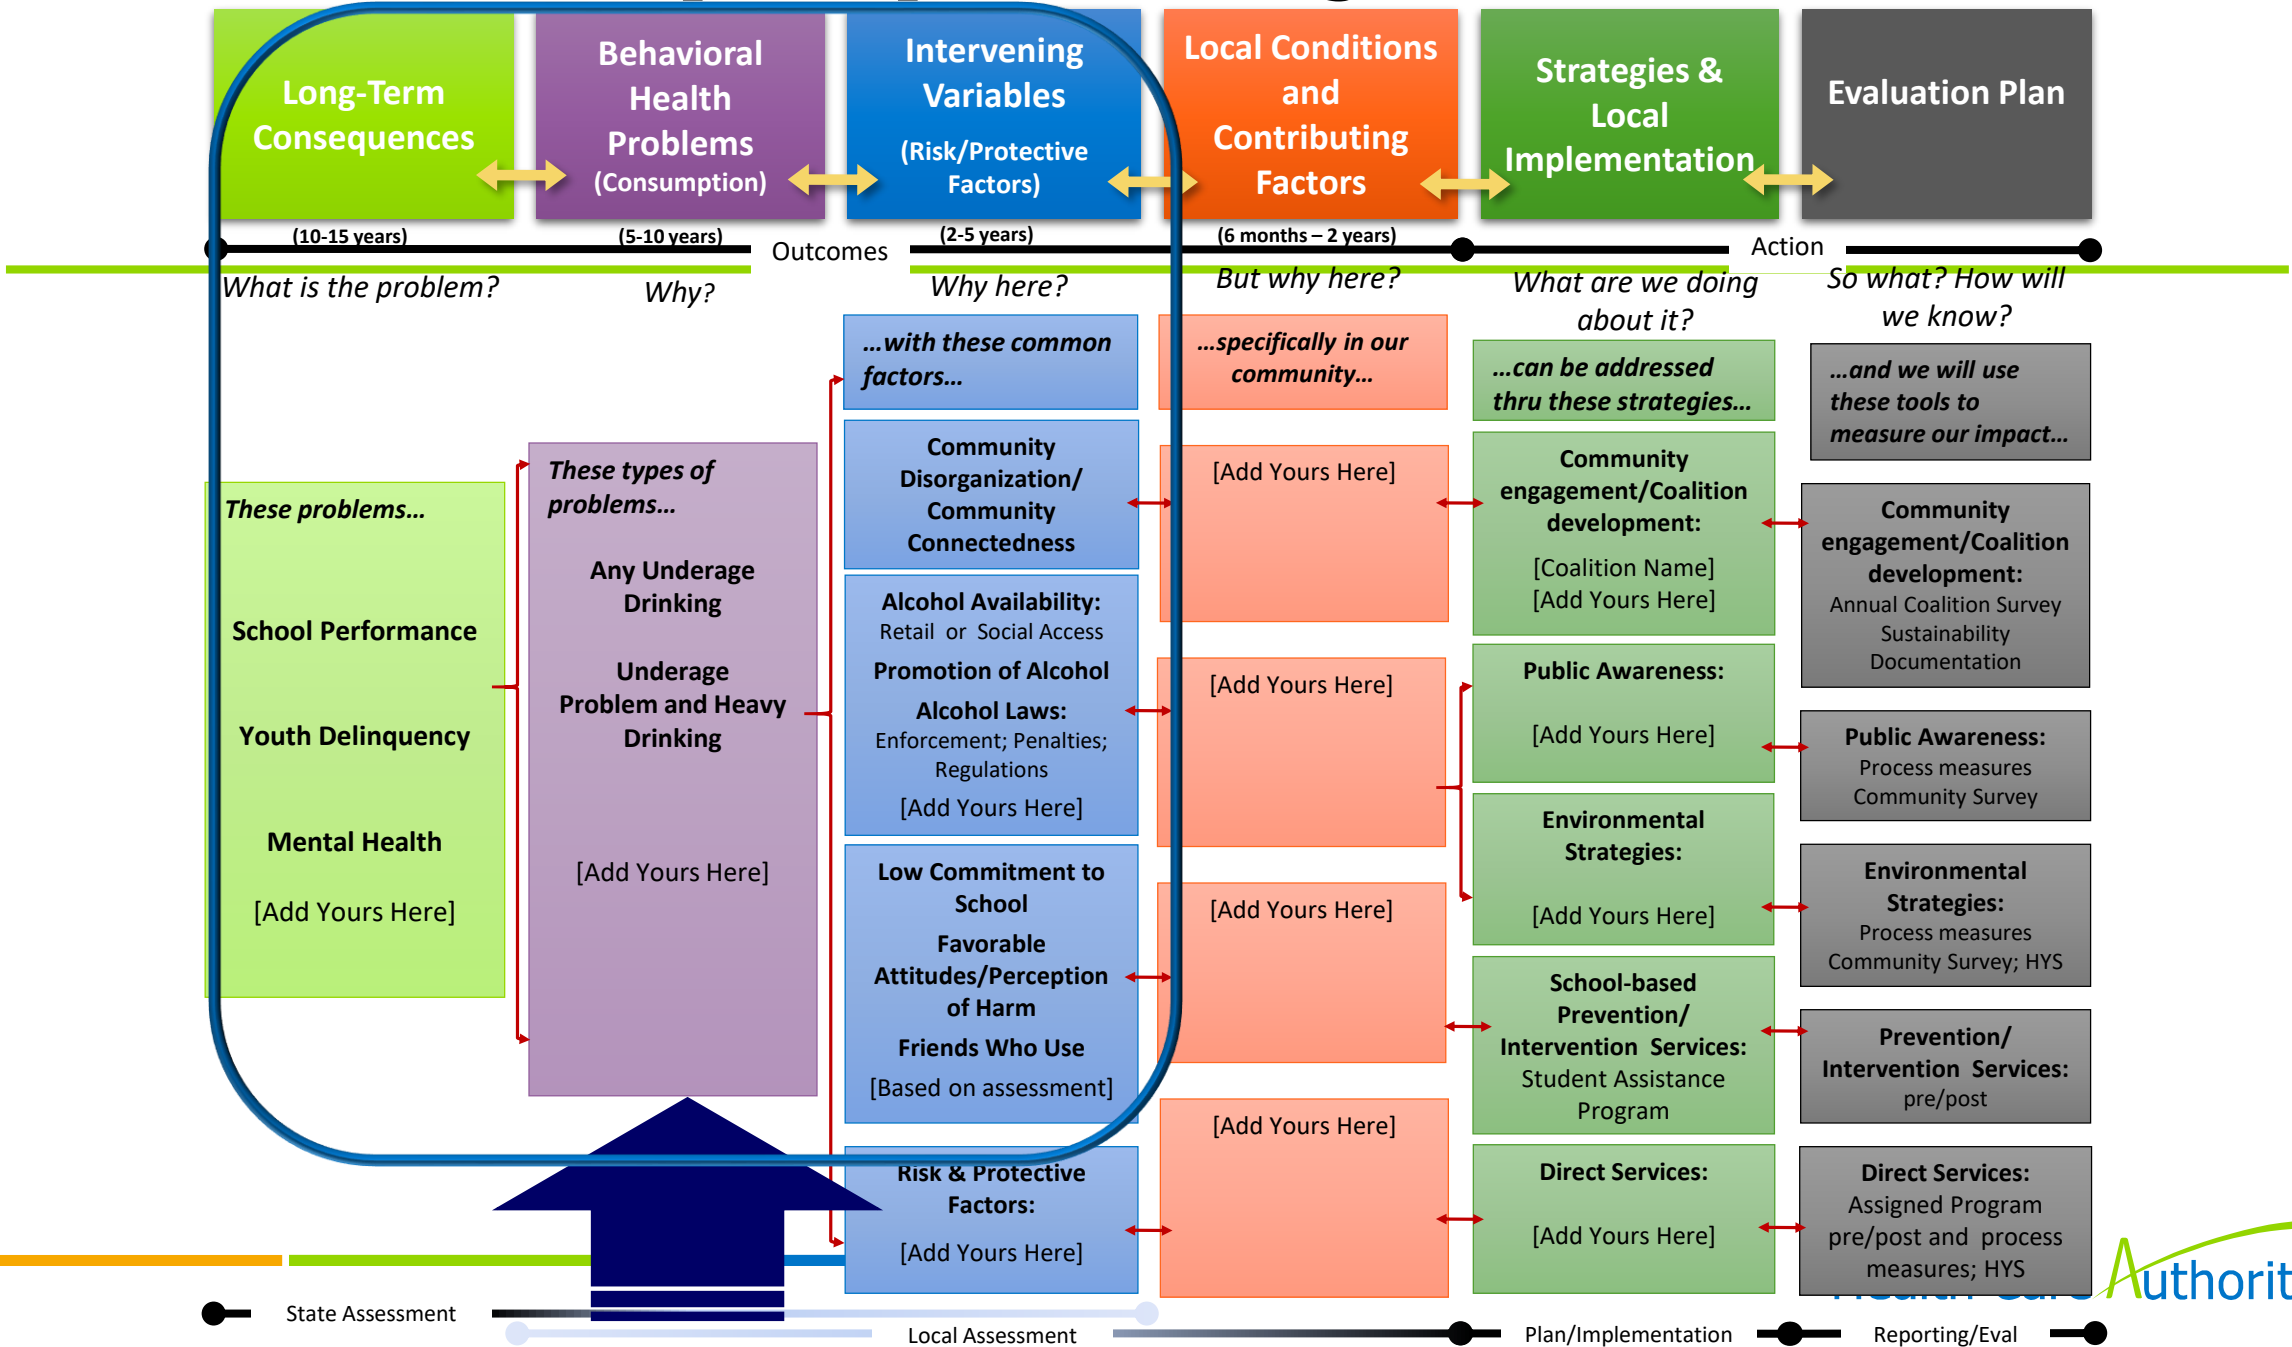 Long-Term
Consequences
Behavioral
Health
Problems
(Consumption)
Intervening
Variables
(Risk/Protective
Factors)
Local Conditions
and
Contributing
Factors
Strategies &
Local
Implementation
Evaluation Plan
(10-15 years)
(5-10 years)
Outcomes
(2-5 years)
(6 months – 2 years)
Action
What is the problem?
Why?
Why here?
But why here?
What are we doing
about it?
So what? How will
we know?
These problems…
School Performance
Youth Delinquency
Mental Health
[Add Yours Here]
These types of
problems…
Any Underage
Drinking
Underage
Problem and Heavy
Drinking
[Add Yours Here]
…with these common
factors…
Community
Disorganization/
Community
Connectedness
Alcohol Availability:
Retail or Social Access
Promotion of Alcohol
Alcohol Laws:
Enforcement; Penalties;
Regulations
[Add Yours Here]
Low Commitment to
School
Favorable
Attitudes/Perception
of Harm
Friends Who Use
[Based on assessment]
Risk & Protective
Factors:
[Add Yours Here]
…specifically in our
community…
[Add Yours Here]
[Add Yours Here]
[Add Yours Here]
[Add Yours Here]
…can be addressed
thru these strategies…
Community
engagement/Coalition
development:
[Coalition Name]
[Add Yours Here]
Public Awareness:
[Add Yours Here]
Environmental
Strategies:
[Add Yours Here]
School-based
Prevention/
Intervention Services:
Student Assistance
Program
Direct Services:
[Add Yours Here]
…and we will use
these tools to
measure our impact…
Community
engagement/Coalition
development:
Annual Coalition Survey
Sustainability
Documentation
Public Awareness:
Process measures
Community Survey
Environmental
Strategies:
Process measures
Community Survey; HYS
Prevention/
Intervention Services:
pre/post
Direct Services:
Assigned Program
pre/post and process
measures; HYS
Authorit
State Assessment
Local Assessment
Plan/Implementation
Reporting/Eval